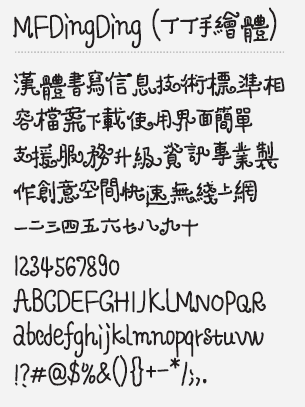 MFDingDing (丁丁手繪體)
漢體書寫信息技術標準相
容檔案下載使用界面簡單
支援服務升級資訊專業製
作創意空間快速無綫上網
一二三四五六七八九十
1234567890
ABCDEFGHIJKLMNOPQR
abcdefghijklmnopqrstuvw
!?#@$%&(){}+-*/;,.